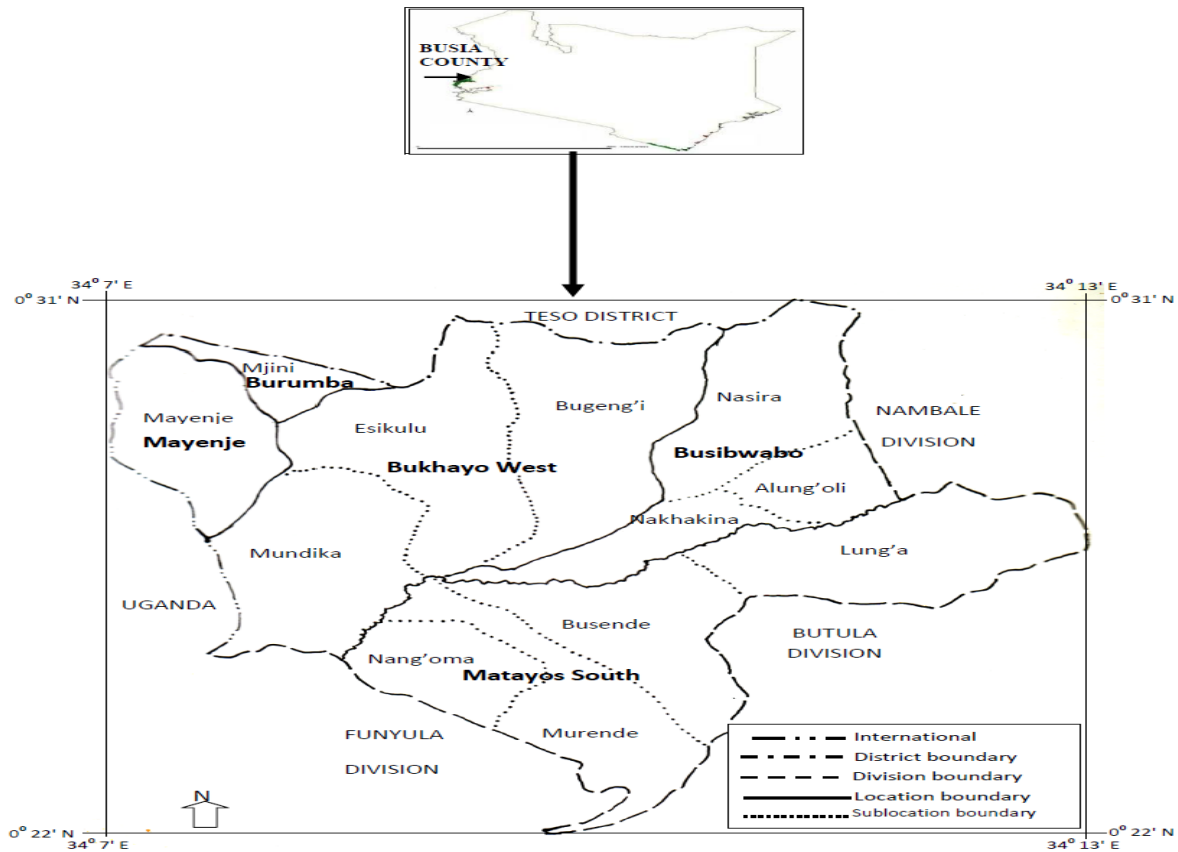 BUSIA
COUNTY
34° 7' E
34° 13' E
0° 31' N
0° 31' N
TESO DISTRICT
Mjini
Burumba
Mayenje
Mayenje
Esikulu
Bukhayo West
Bugeng'i
Nasira
NAMBALE
DIVISION
Busibwabo
Alung'oli
Nakhakina
Lung'a
Mundika
UGANDA
Busende
BUTULA
DIVISION
Nang'oma
Matayos South
Murende
FUNYULA
DIVISION
International
District boundary
Division boundary
Location boundary
Sublocation boundary
N
0° 22' N
0° 22' N
34° 7' E
34° 13' E